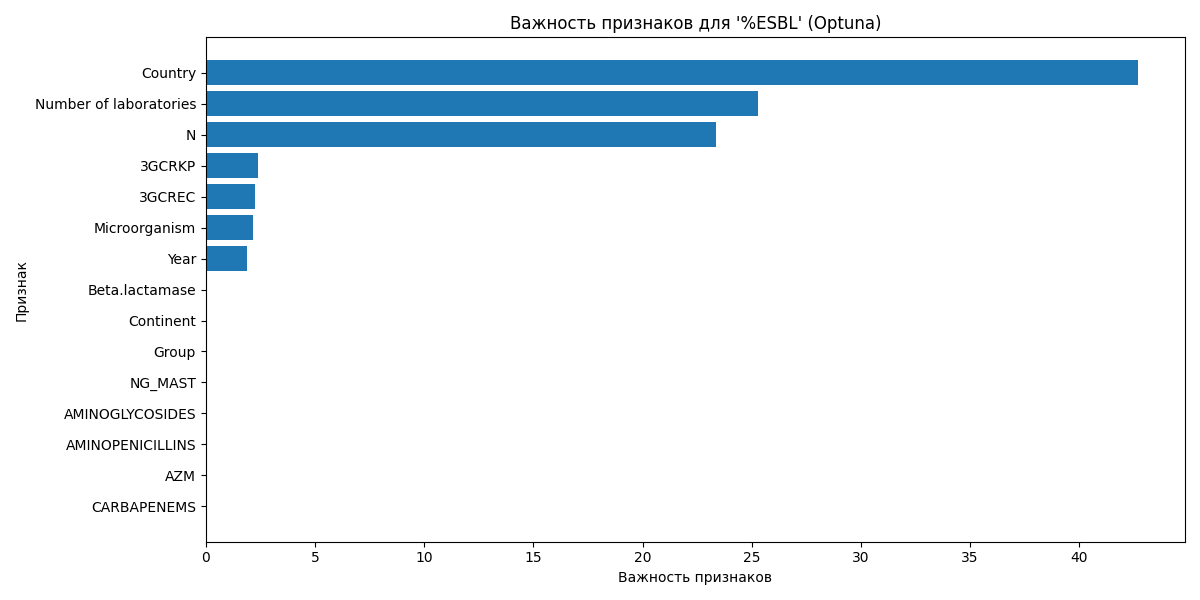 Важность признаков для '%ESBL' (Optuna)
Признак
Country
Number of laboratories
N
3GCRKP
3GCREC
Microorganism
Year
Beta.lactamase
Continent
Group
NG_MAST
AMINOGLYCOSIDES
AMINOPENICILLINS
AZM
CARBAPENEMS
0 5 10 15 20 25 30 35 40
Важность признаков